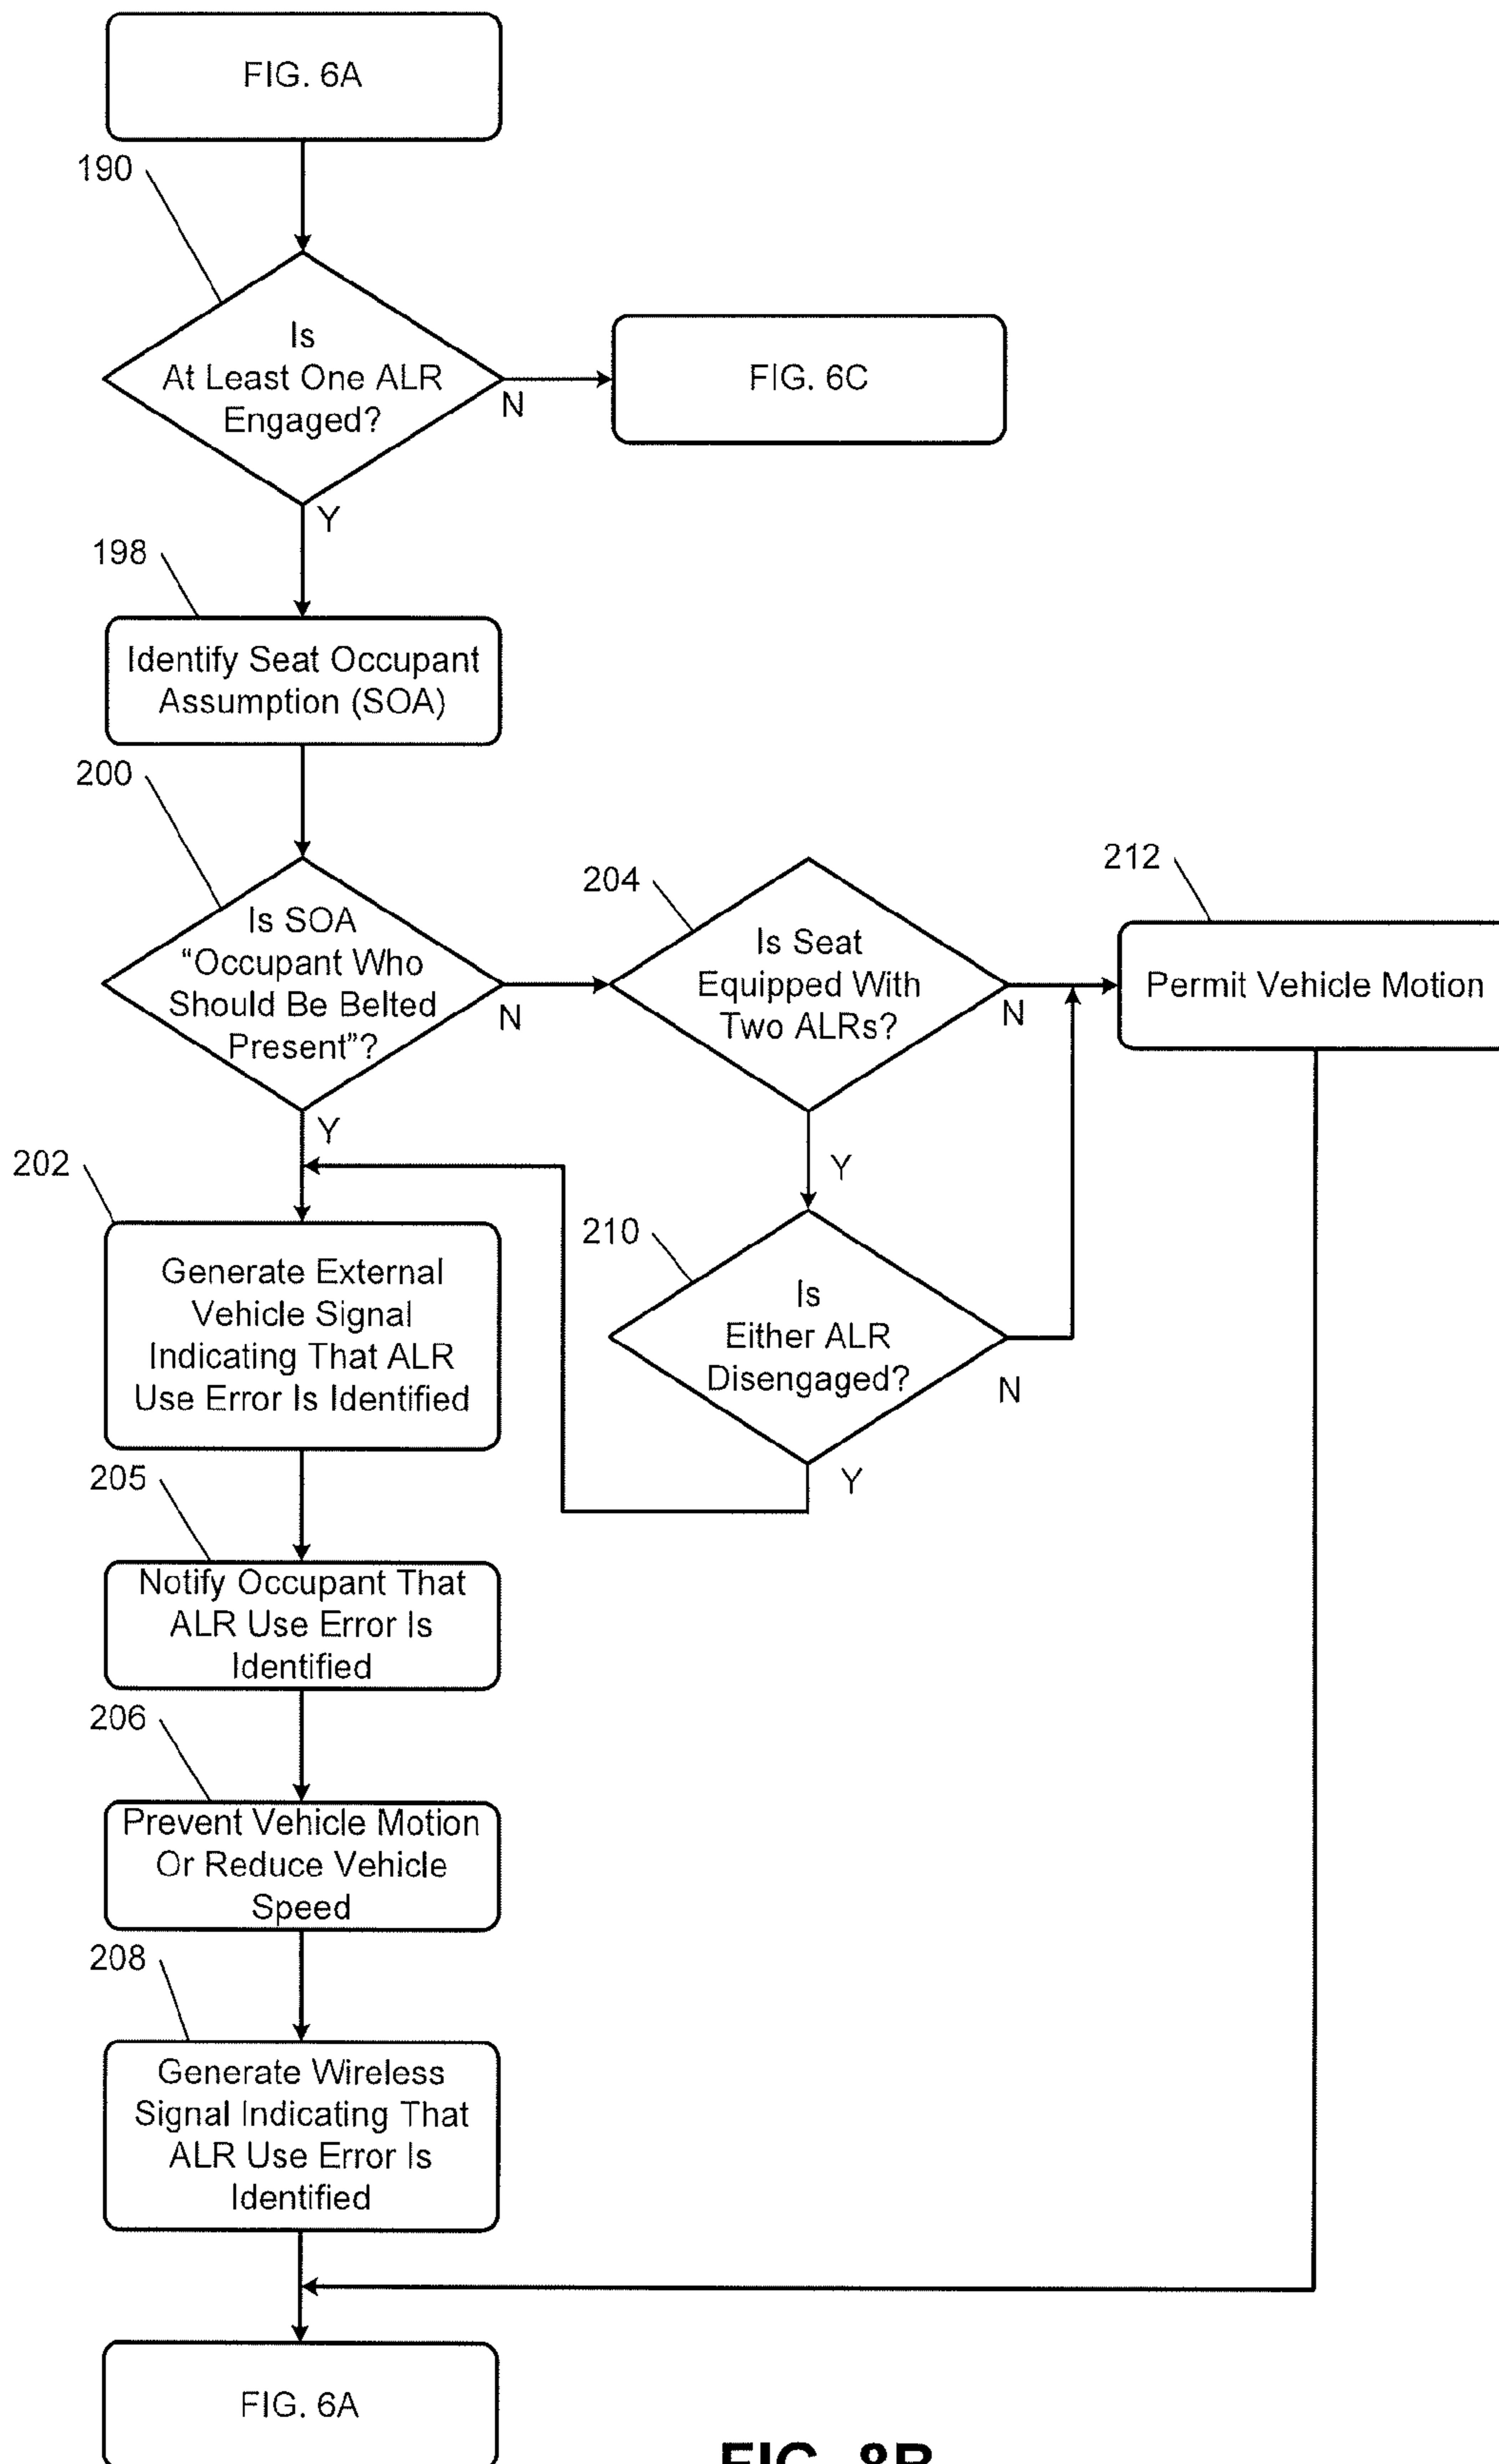 FIG. 6A
190
Is
At Least One ALR
Engaged?
N
FIG. 6C
Y
198
Identify Seat Occupant
Assumption (SOA)
200
Is SOA
“Occupant Who
Should Be Belted
Present”?
N
204
Is Seat
Equipped With
Two ALRs?
N
212
Permit Vehicle Motion
Y
Y
202
Generate External
Vehicle Signal
Indicating That ALR
Use Error Is Identified
210
Is
Either ALR
Disengaged?
N
Y
205
Notify Occupant That
ALR Use Error Is
Identified
206
Prevent Vehicle Motion
Or Reduce Vehicle
Speed
208
Generate Wireless
Signal Indicating That
ALR Use Error Is
Identified
FIG. 6A
FIG. 8B